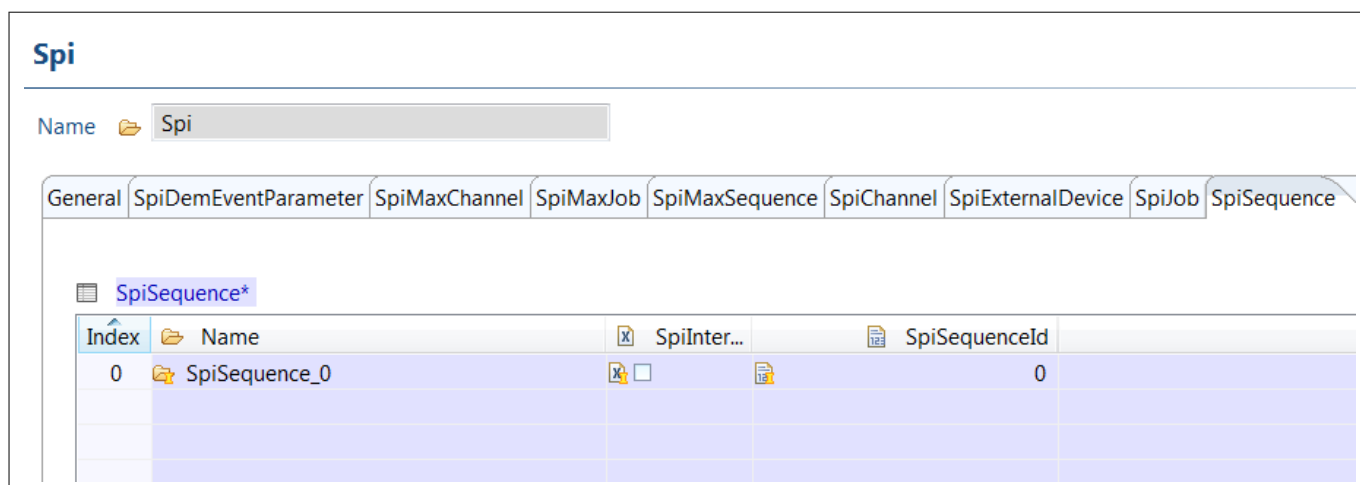 Spi
Name Spi
General SpiDemEventParameter SpiMaxChannel SpiMaxJob SpiMaxSequence SpiChannel SpiExternalDevice SpiJob SpiSequence
SpiSequence*
Index Name SpiInter... SpiSequenceId
0 SpiSequence_0 0